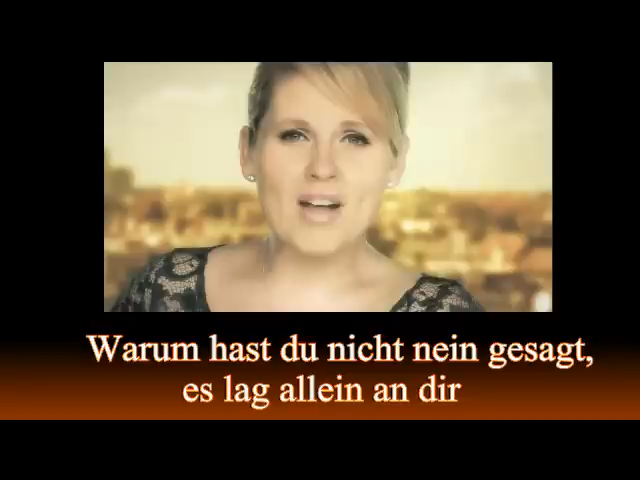 Warum hast du nicht nein gesagt,
es lag allein an dir